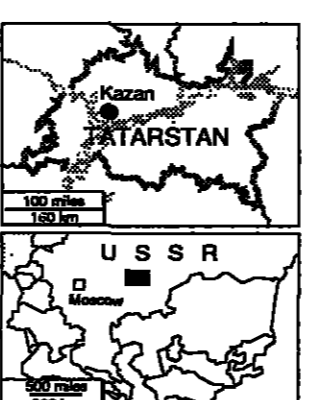 Kazan
TATARSTAN
100 miles
160 km
U S S R
Moscow
500 miles